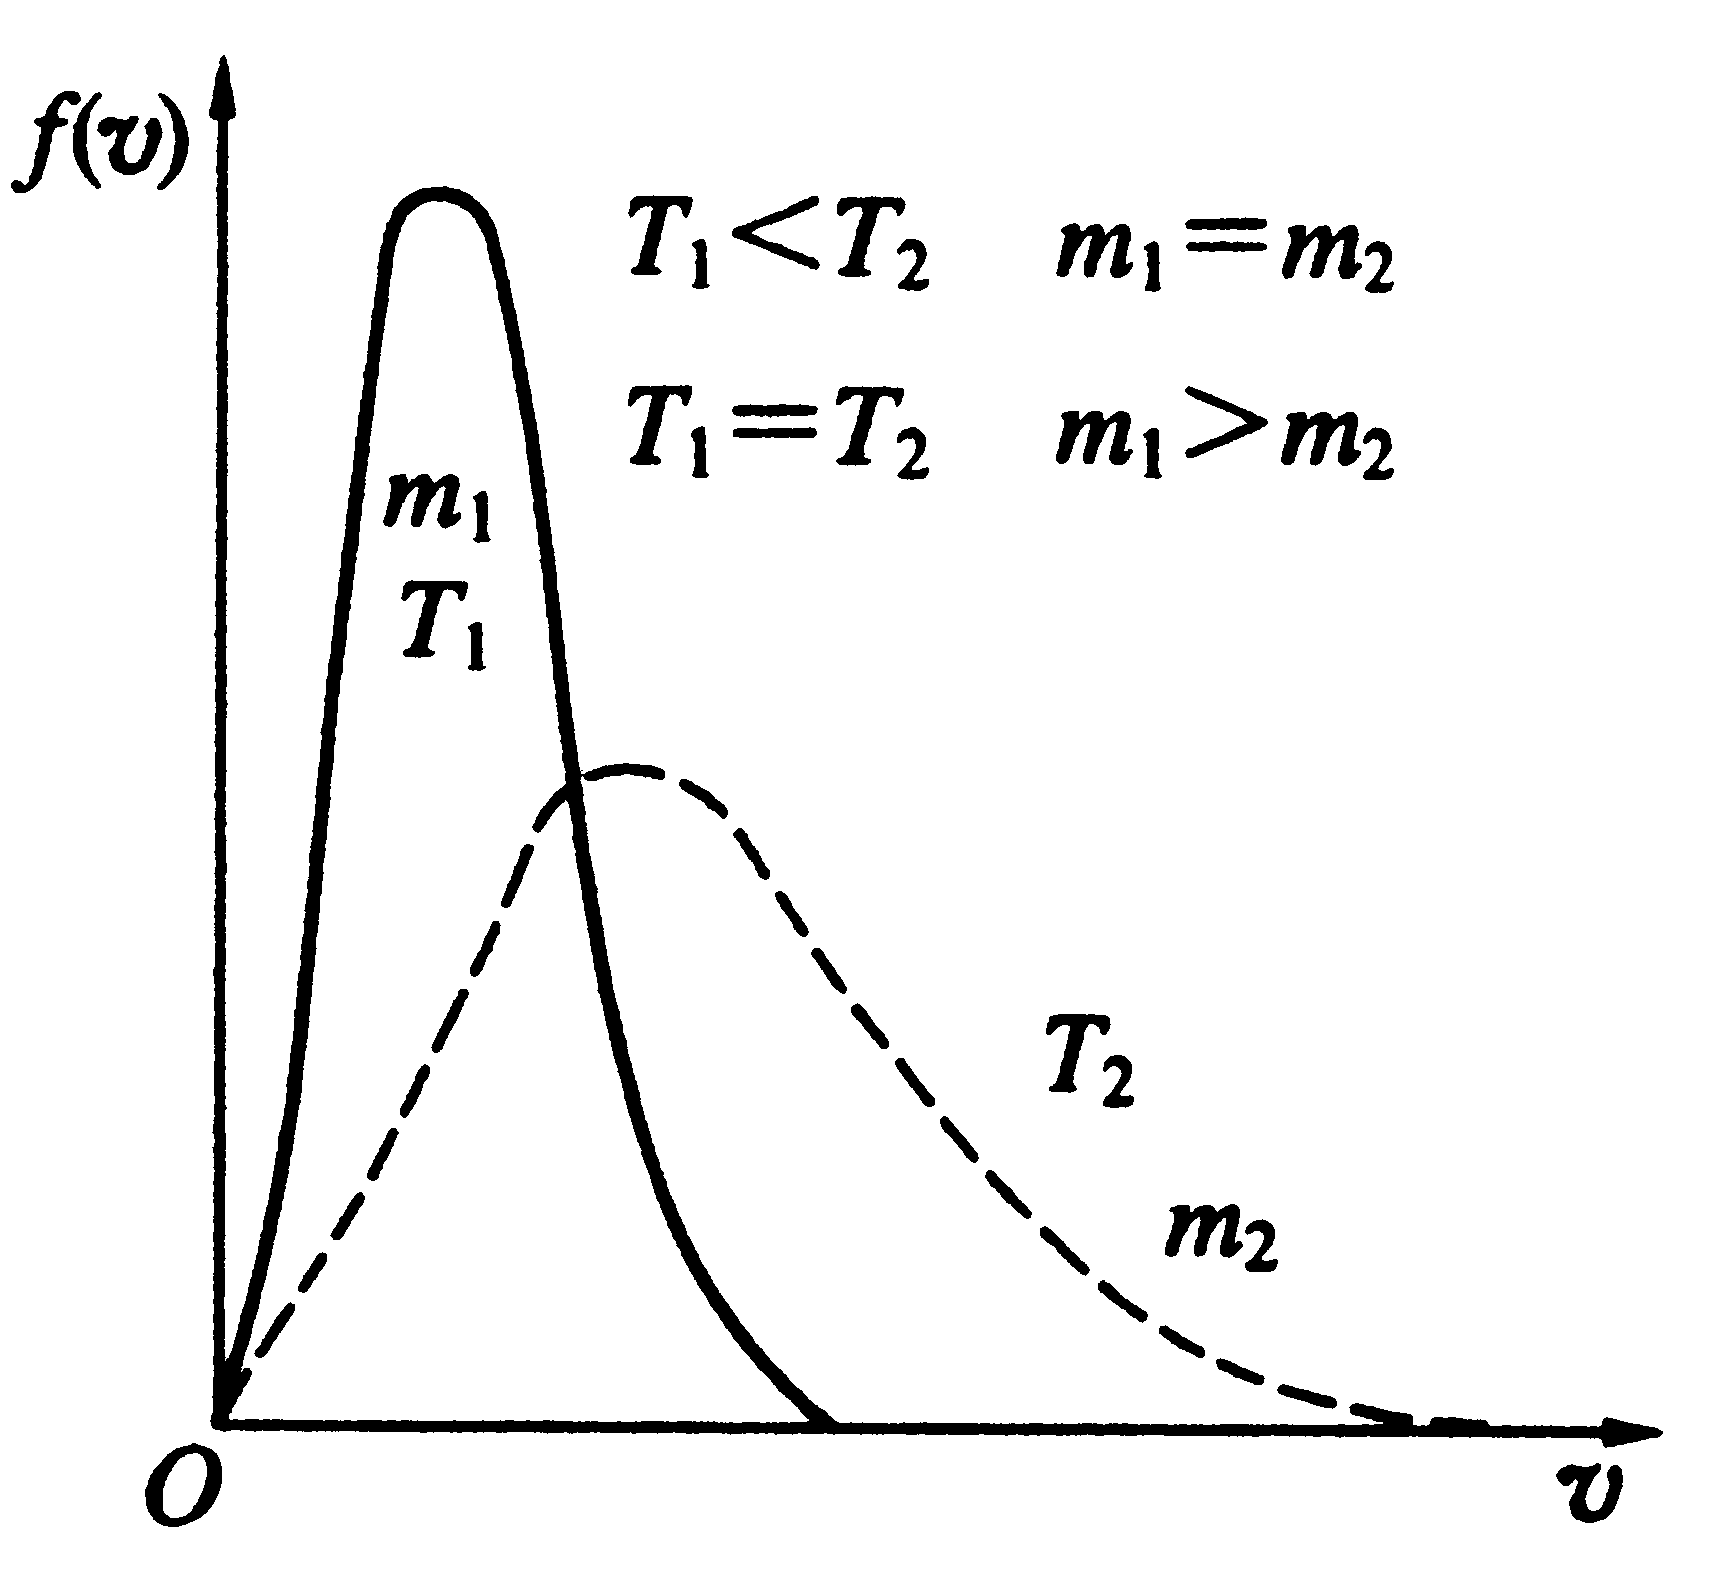 f(v)
T₁<T₂ m₁=m₂
T₁=T₂ m₁>m₂
m₁
T₁
T₂
m₂
O
v